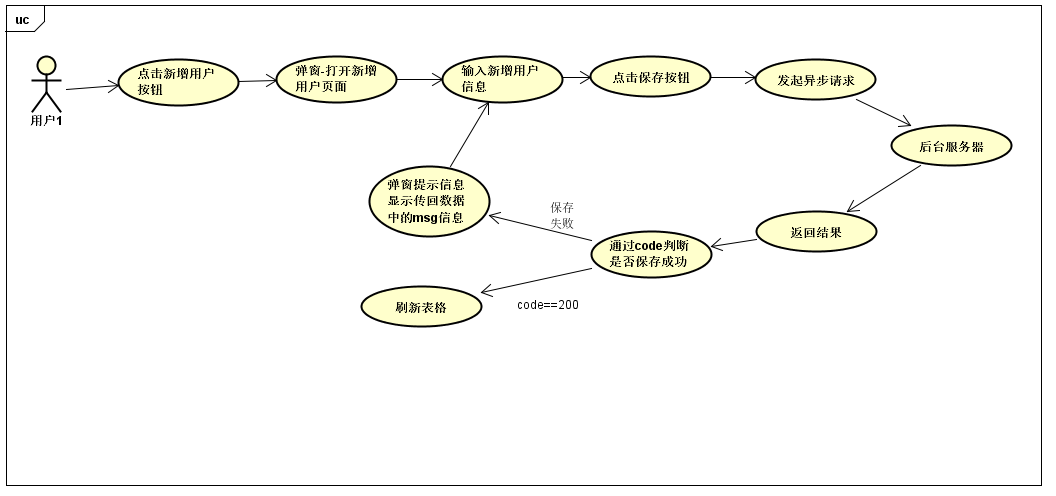 uc
用户1
点击新增用户
按钮
弹窗-打开新增
用户页面
输入新增用户
信息
点击保存按钮
发起异步请求
后台服务器
返回结果
通过code判断
是否保存成功
保存
失败
弹窗提示信息
显示传回数据
中的msg信息
code==200
刷新表格